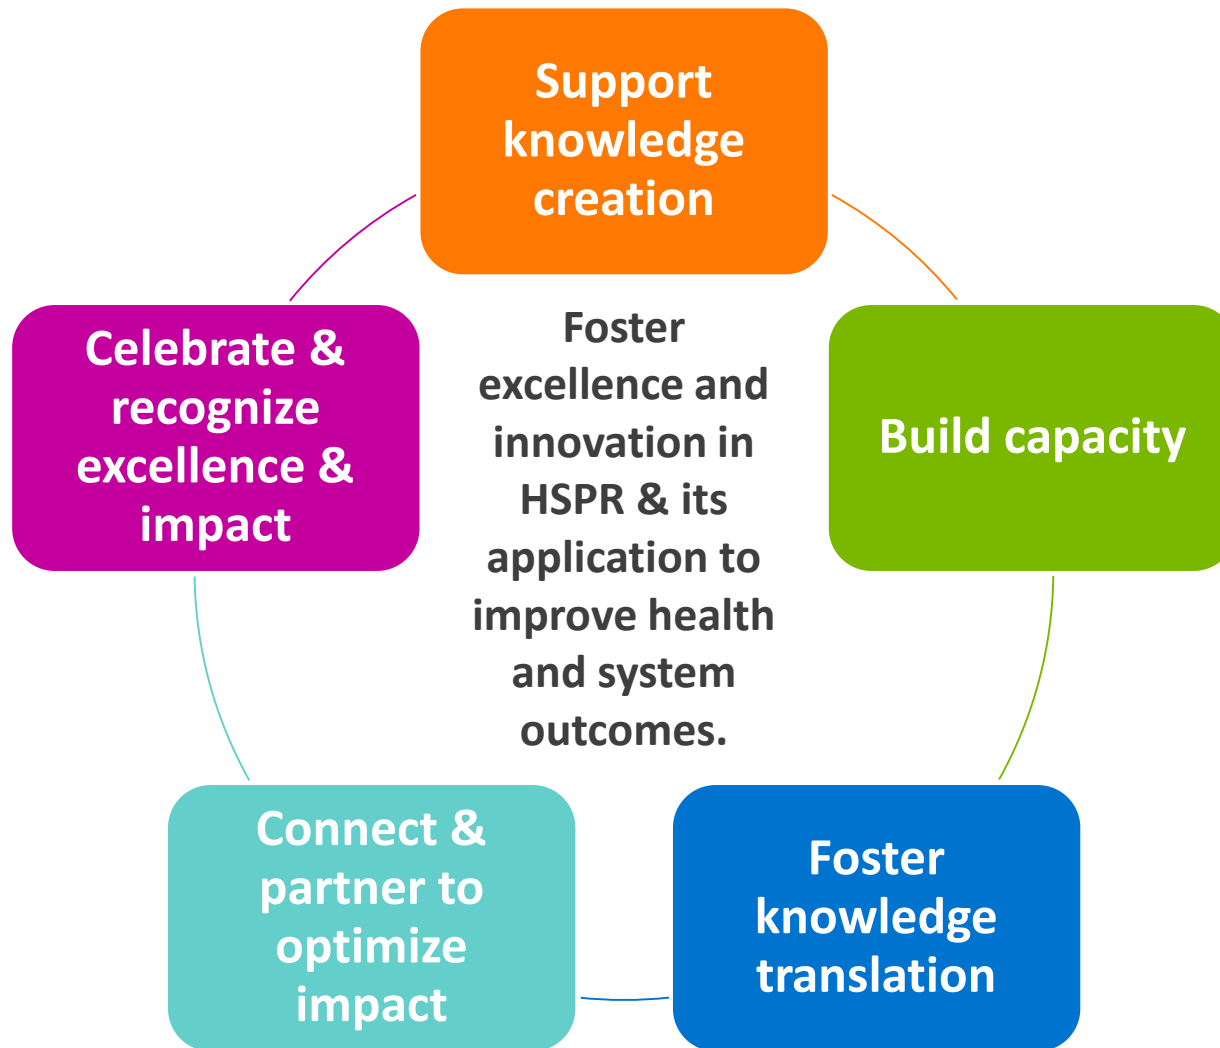 Support
knowledge
creation
Celebrate &
recognize
excellence &
impact
Foster
excellence and
innovation in
HSPR & its
application to
improve health
and system
outcomes.
Build capacity
Connect &
partner to
optimize
impact
Foster
knowledge
translation